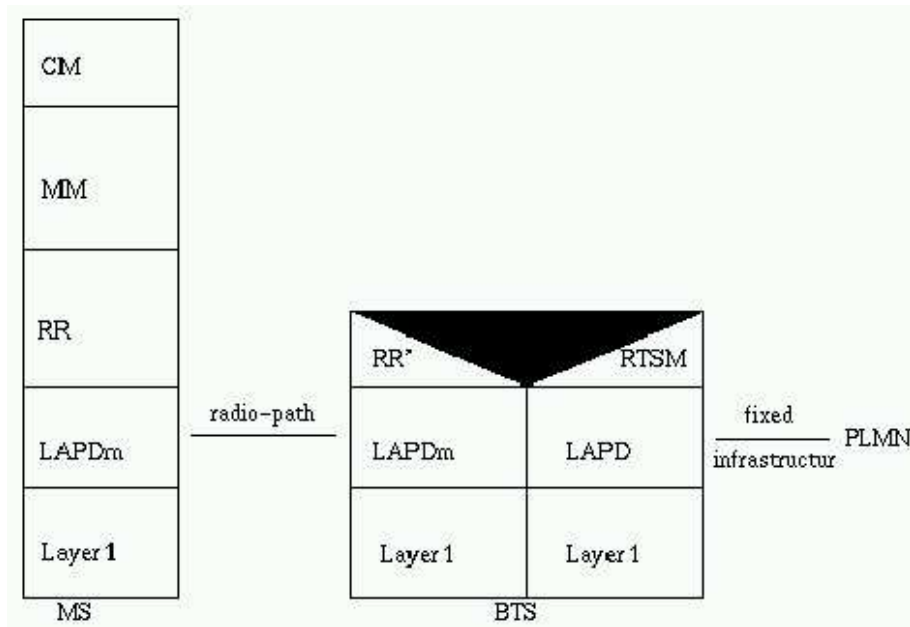 CM
MM
RR
LAPDm
Layer 1
MS
radio-path
RR'
RTSM
LAPDm
LAPD
Layer 1
Layer 1
BTS
fixed
infrastructur
PLMN